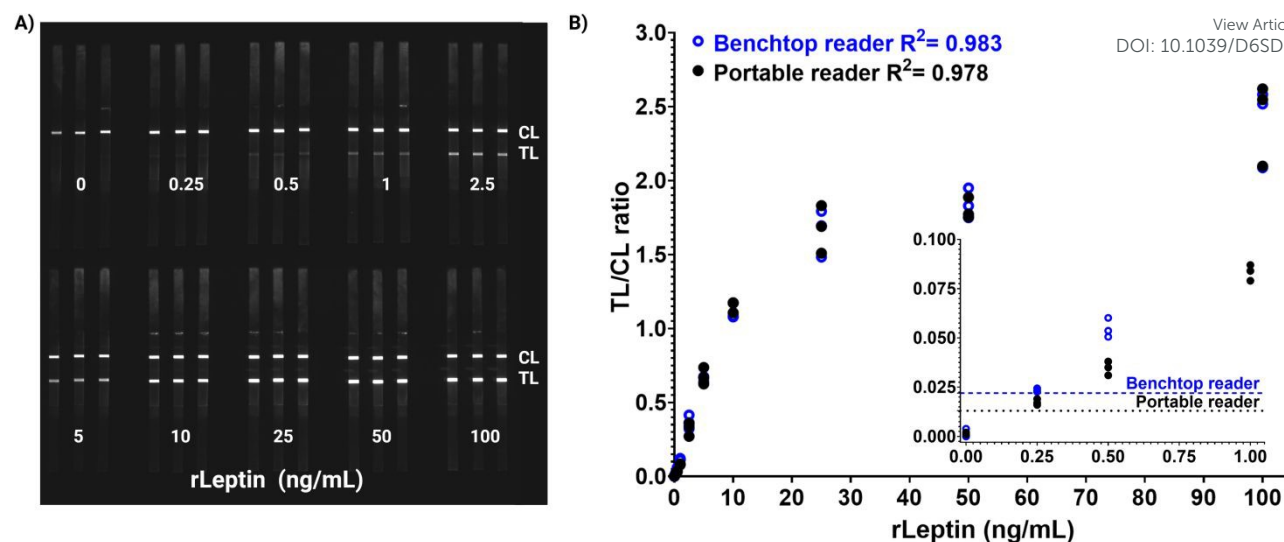 A)
CL
TL
0 0.25 0.5 1 2.5
CL
TL
5 10 25 50 100
rLeptin (ng/mL)
B)
View Artic
DOI: 10.1039/D6SD
Benchtop reader R²= 0.983
Portable reader R²= 0.978
TL/CL ratio
3.0
2.5
2.0
1.5
1.0
0.5
0.0
0 10 20 30 40 50 60 70 80 90 100
rLeptin (ng/mL)
0.100
0.075
0.050
0.025
0.000
Benchtop reader
Portable reader
0.00 0.25 0.50 0.75 1.00